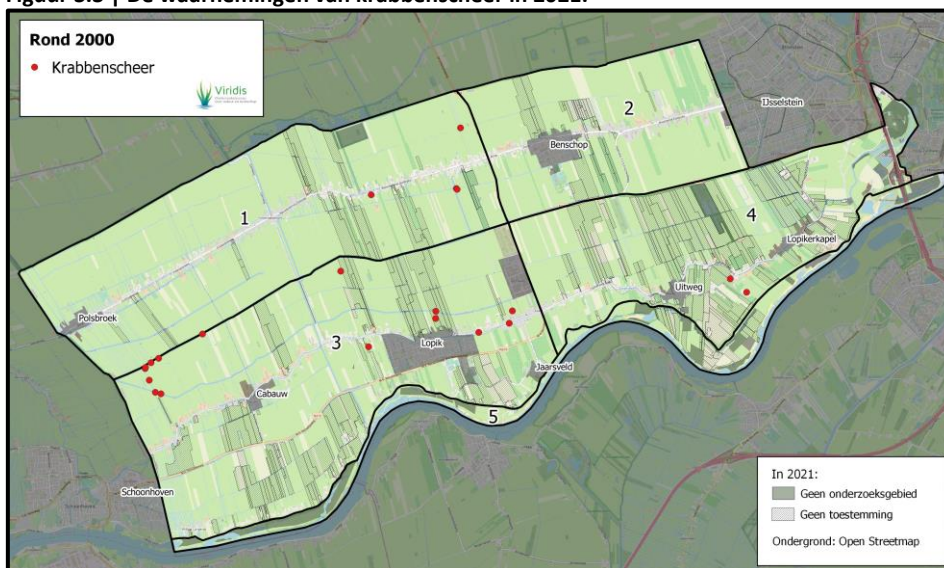 Figuur 3.3 | De waarnemingen van krabbenscheer in 2021.
Rond 2000
Krabbenscheer
Viridis
IJsselstein
2
Benschop
1
4
Lopikerkapel
Uitweg
Polsbroek
3
Lopik
Jaarsveld
Cabauw
5
Schoonhoven
In 2021:
Geen onderzoeksgebied
Geen toestemming
Ondergrond: Open Streetmap